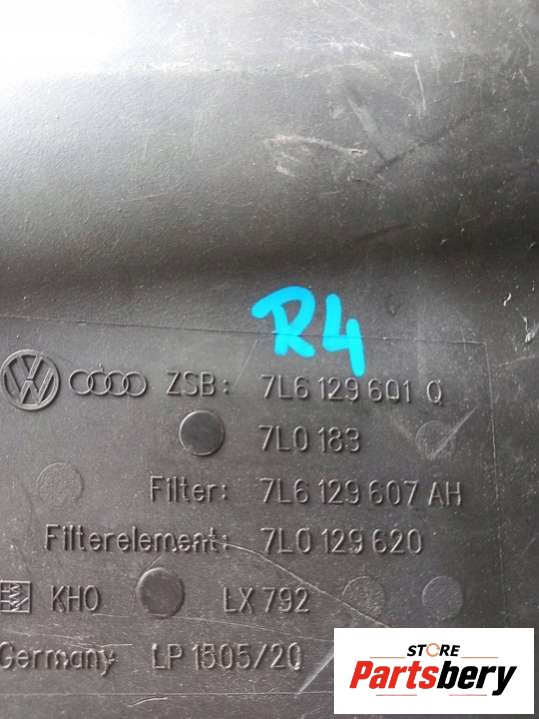 R4
ZSB: 7L6 129 601 Q
7L0 183
Filter: 7L6 129 607 AH
Filterelement: 7L0 129 620
KHO LX 792
Germany LP 1505/20
STORE
Partsbery